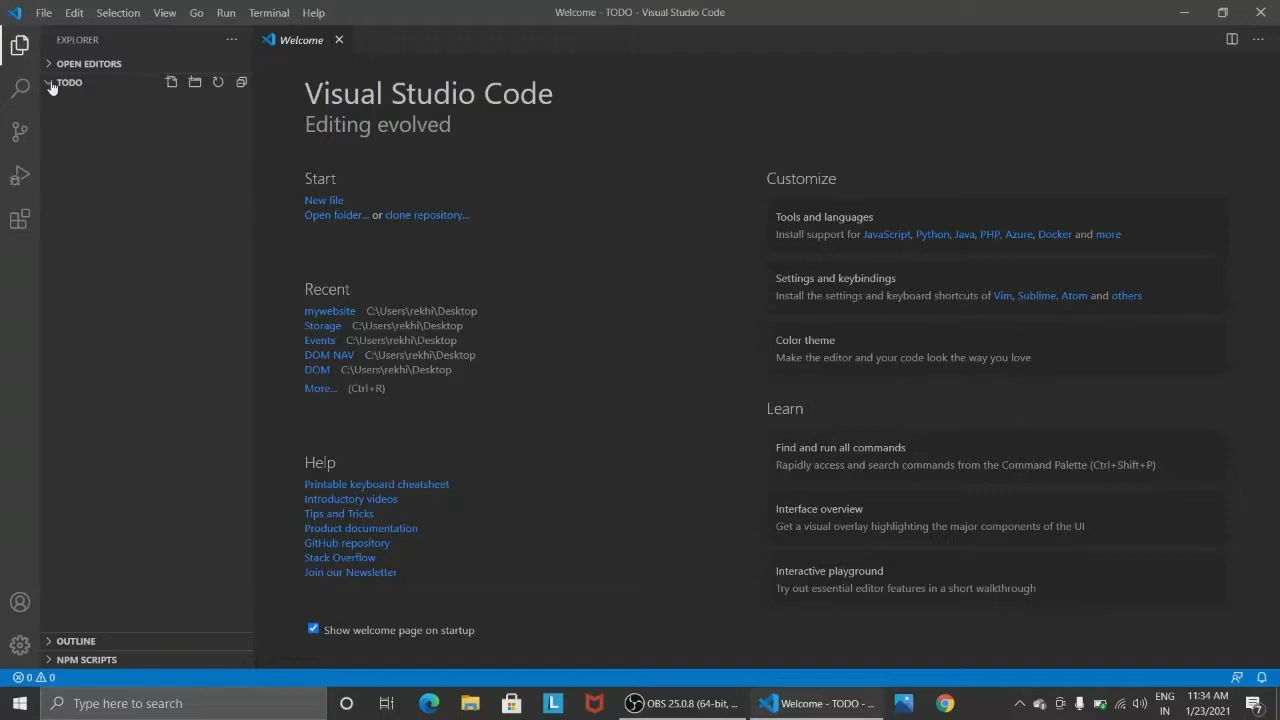 File Edit Selection View Go Run Terminal Help
Welcome - TODO - Visual Studio Code
EXPLORER
Welcome
OPEN EDITORS
TODO
Visual Studio Code
Editing evolved
Start
New file
Open folder... or clone repository...
Recent
mywebsite C:\Users\rekhi\Desktop
Storage C:\Users\rekhi\Desktop
Events C:\Users\rekhi\Desktop
DOM NAV C:\Users\rekhi\Desktop
DOM C:\Users\rekhi\Desktop
More... (Ctrl+R)
Help
Printable keyboard cheatsheet
Introductory videos
Tips and Tricks
Product documentation
GitHub repository
Stack Overflow
Join our Newsletter
Show welcome page on startup
Customize
Tools and languages
Install support for JavaScript, Python, Java, PHP, Azure, Docker and more
Settings and keybindings
Install the settings and keyboard shortcuts of Vim, Sublime, Atom and others
Color theme
Make the editor and your code look the way you love
Learn
Find and run all commands
Rapidly access and search commands from the Command Palette (Ctrl+Shift+P)
Interface overview
Get a visual overlay highlighting the major components of the UI
Interactive playground
Try out essential editor features in a short walkthrough
OUTLINE
NPM SCRIPTS
0 0
Type here to search
L
OBS 25.0.8 (64-bit, ...
Welcome - TODO - ...
ENG
IN
11:34 AM
1/23/2021
7